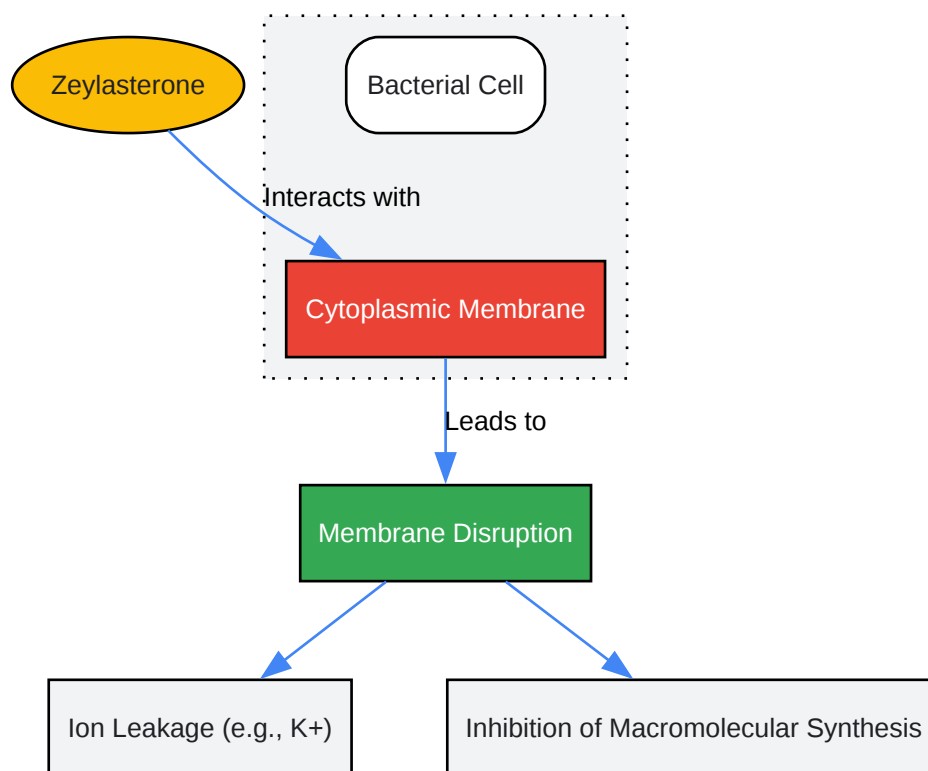 Zeylasterone
Bacterial Cell
Interacts with
Cytoplasmic Membrane
Leads to
Membrane Disruption
Ion Leakage (e.g., K+)
Inhibition of Macromolecular Synthesis